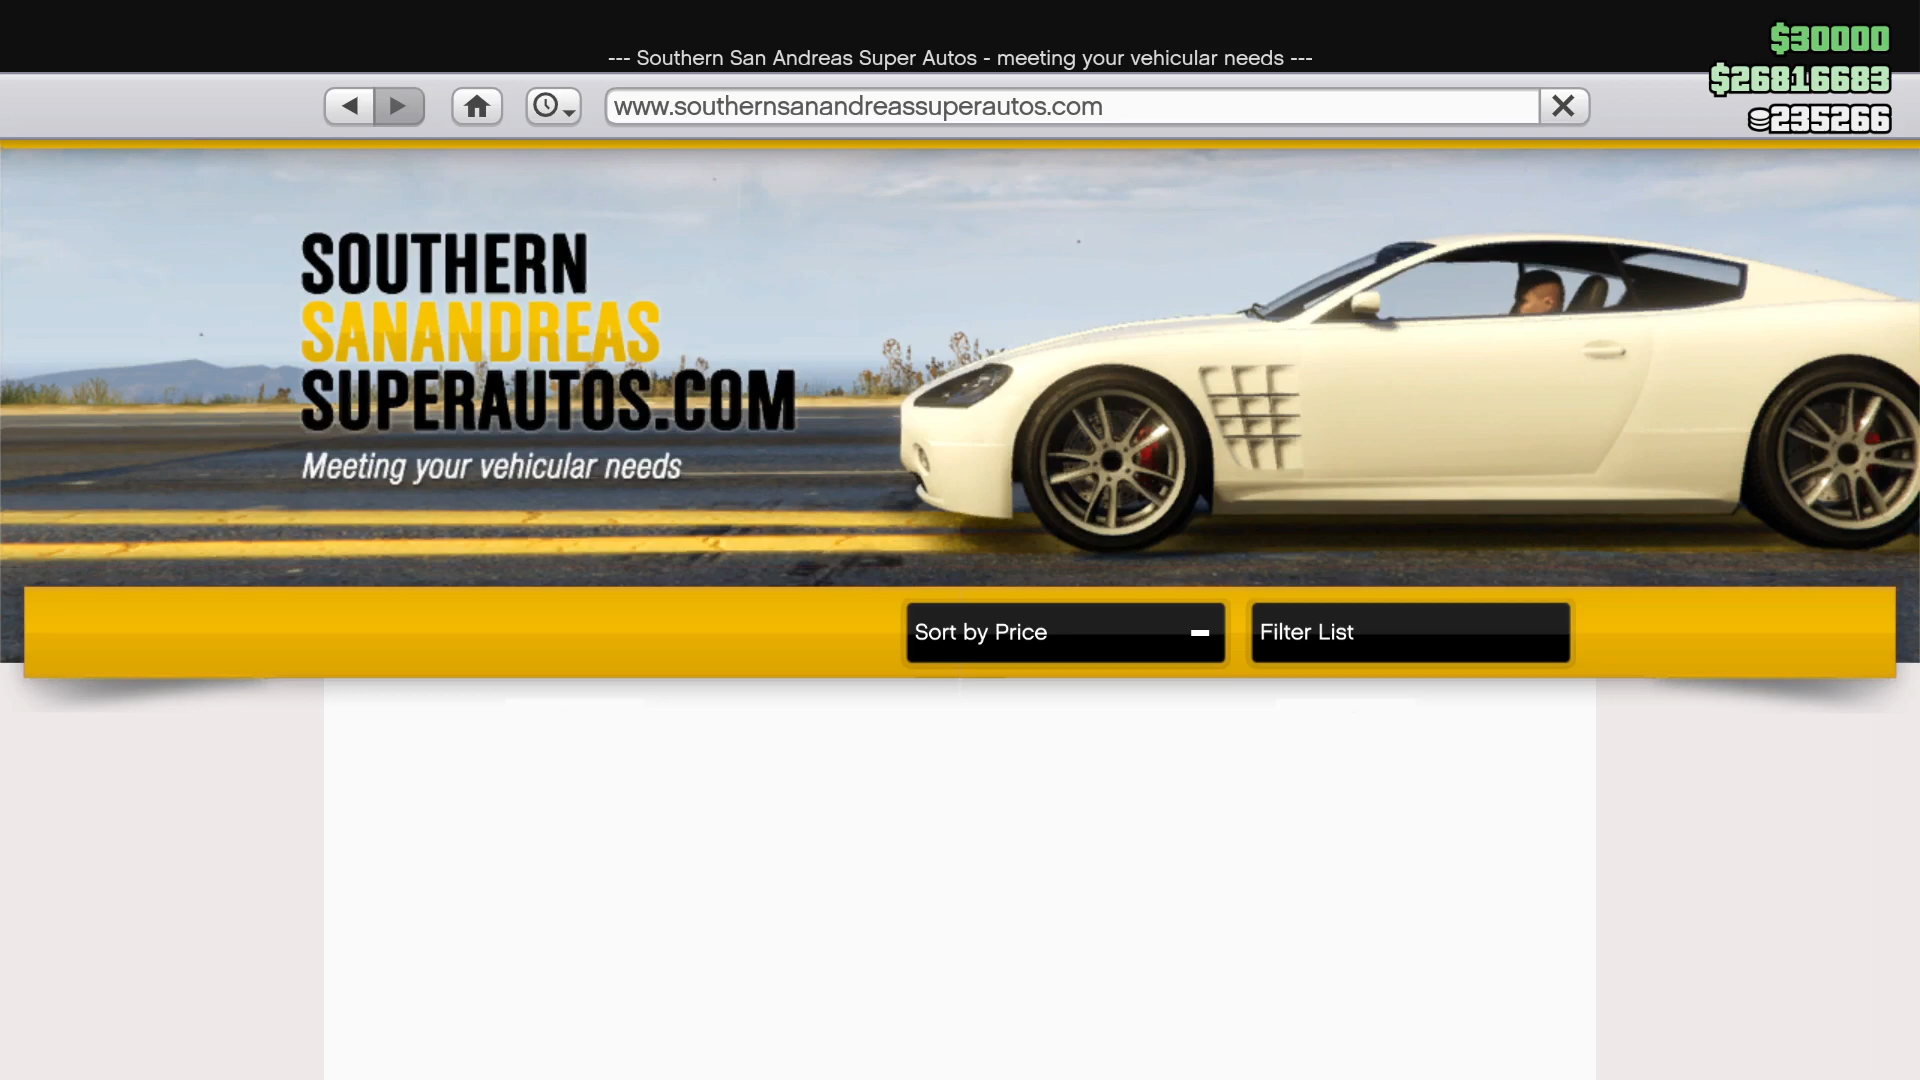 --- Southern San Andreas Super Autos - meeting your vehicular needs ---
$30000
$26816683
235266
www.southernsanandreassuperautos.com
SOUTHERN
SANANDREAS
SUPERAUTOS.COM
Meeting your vehicular needs
Sort by Price
Filter List